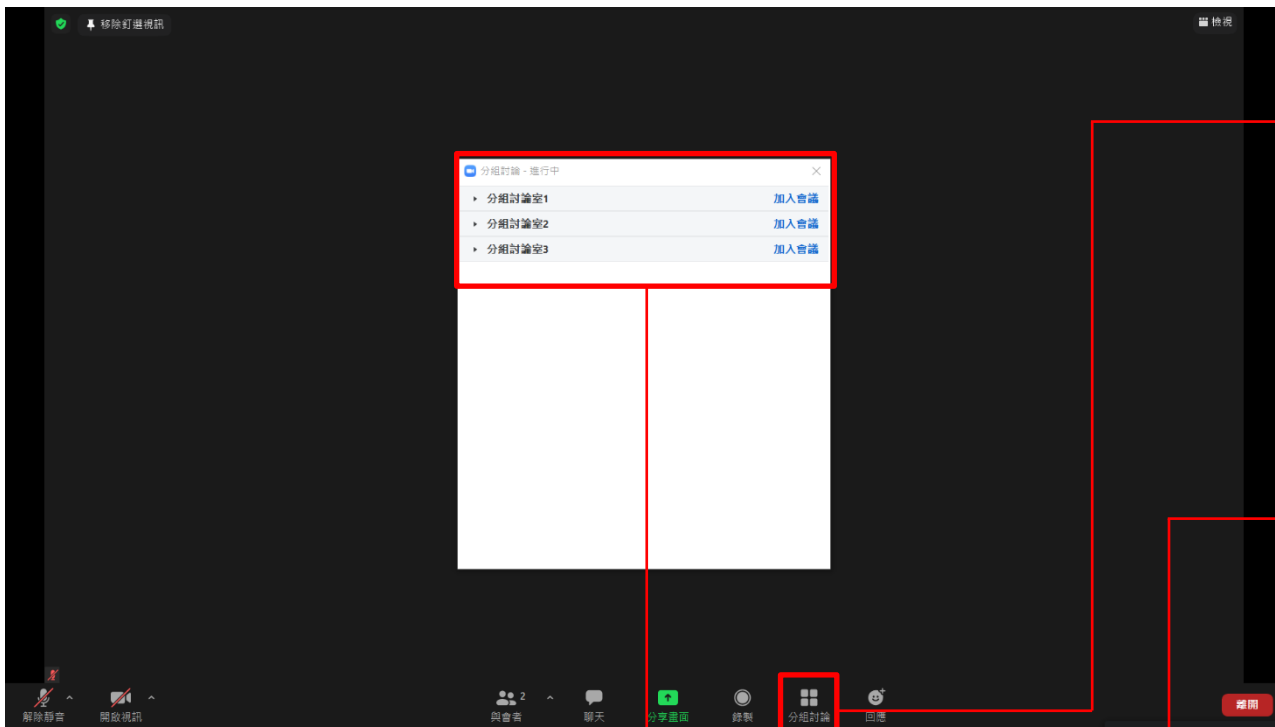 移除釘選視訊
檢視
分組討論 - 進行中
分組討論室1 加入會議
分組討論室2 加入會議
分組討論室3 加入會議
解除靜音
開啟視訊
與會者 2
聊天
分享畫面
錄製
分組討論
回應
離開